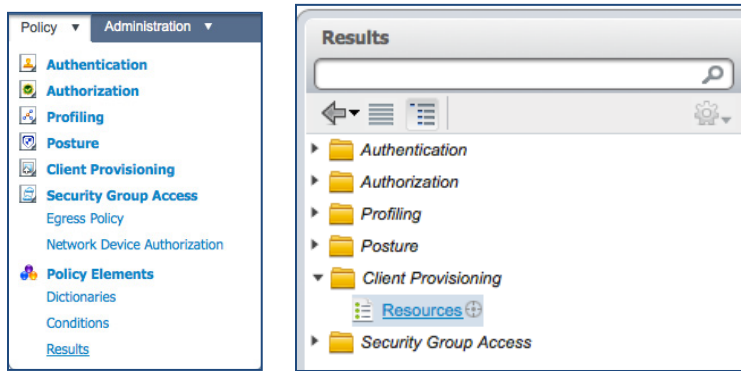 Policy ▼ Administration ▼
Authentication
Authorization
Profiling
Posture
Client Provisioning
Security Group Access
Egress Policy
Network Device Authorization
Policy Elements
Dictionaries
Conditions
Results
Results
Authentication
Authorization
Profiling
Posture
Client Provisioning
Resources
Security Group Access